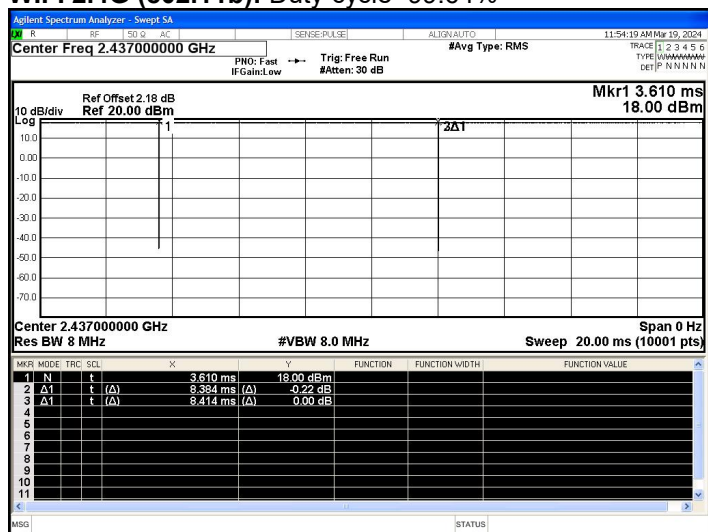 WiFi 2.4G (802.11b): Duty cycle=99.64%
Agilent Spectrum Analyzer - Swept SA
R RF 50 Ω AC SENSE:PULSE ALIGN AUTO 11:54:19 AM Mar 19, 2024
Center Freq 2.437000000 GHz #Avg Type: RMS TRACE 1 2 3 4 5 6
PNO: Fast Trig: Free Run TYPE
IFGain:Low #Atten: 30 dB DET P N N N N N
Mkr1 3.610 ms
Ref Offset 2.18 dB
10 dB/div Ref 20.00 dBm 18.00 dBm
Log
1 3Δ1
10.0
0.00
-10.0
-20.0
-30.0
-40.0
-50.0
-60.0
-70.0
Center 2.437000000 GHz Span 0 Hz
Res BW 8 MHz #VBW 8.0 MHz Sweep 20.00 ms (10001 pts)
MKR MODE TRC SCL X Y FUNCTION FUNCTION WIDTH FUNCTION VALUE
1 N t 3.610 ms 18.00 dBm
2 Δ1 t (Δ) 8.384 ms (Δ) -0.22 dB
3 Δ1 t (Δ) 8.414 ms (Δ) 0.00 dB
4
5
6
7
8
9
10
11
MSG STATUS